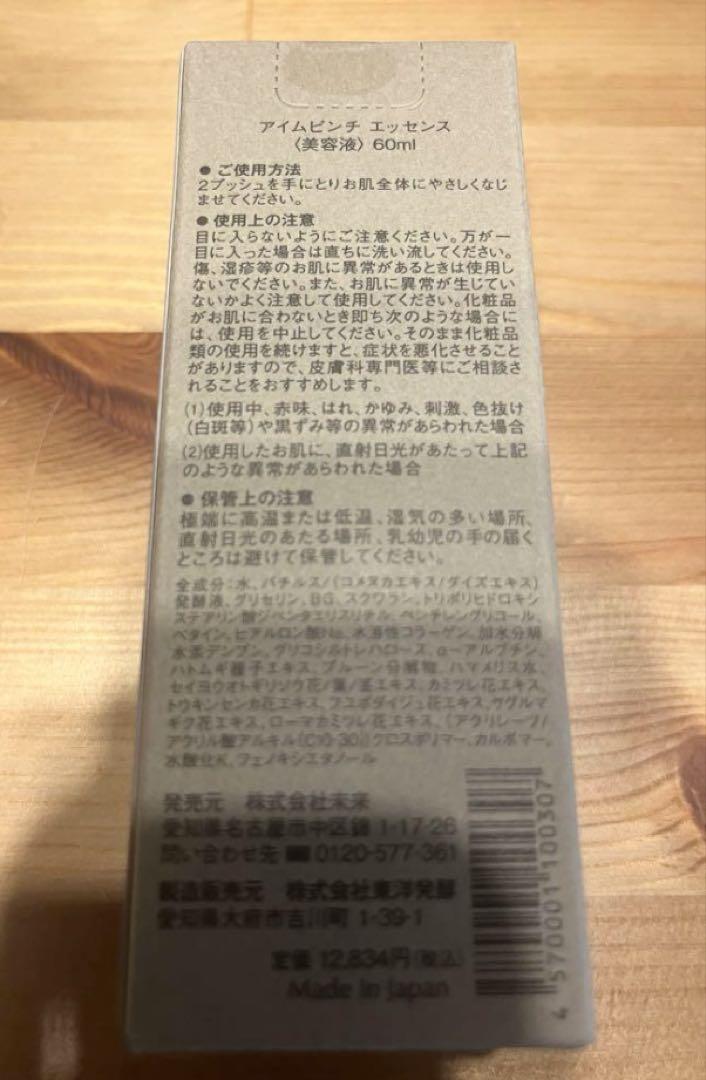 アイムピンチ エッセンス
〈美容液〉60ml
● ご使用方法
2プッシュを手にとりお肌全体にやさしくなじ
ませてください。
● 使用上の注意
目に入らないようにご注意ください。万が一
目に入った場合は直ちに洗い流してください。
傷、湿疹等のお肌に異常があるときは使用し
ないでください。また、お肌に異常が生じてい
ないかよく注意して使用してください。化粧品
がお肌に合わないとき即ち次のような場合に
は、使用を中止してください。そのまま化粧品
類の使用を続けますと、症状を悪化させること
がありますので、皮膚科専門医等にご相談さ
れることをおすすめします。
(1)使用中、赤味、はれ、かゆみ、刺激、色抜け
(白斑等)や黒ずみ等の異常があらわれた場合
(2)使用したお肌に、直射日光があたって上記
のような異常があらわれた場合
● 保管上の注意
極端に高温または低温、湿気の多い場所、
直射日光のあたる場所、乳幼児の手の届く
ところは避けて保管してください。
全成分:水、バチルス/(コメヌカエキス/ダイズエキス)
発酵液、グリセリン、BG、スクワラン、トリポリヒドロキシ
ステアリン酸ジペンタエリスリチル、ペンチレングリコール、
ベタイン、ヒアルロン酸Na、水溶性コラーゲン、加水分解
水添デンプン、グリコシルトレハロース、α-アルブチン、
ハトムギ種子エキス、プルーン分解物、ハマメリス水、
セイヨウオトギリソウ花/葉/茎エキス、カミツレ花エキス、
トウキンセンカ花エキス、フユボダイジュ花エキス、ヤグルマ
ギク花エキス、ローマカミツレ花エキス、(アクリレーツ/
アクリル酸アルキル(C10-30))クロスポリマー、カルボマー、
水酸化K、フェノキシエタノール
発売元 株式会社未来
愛知県名古屋市中区錦 1-17-26
問い合わせ先 0120-577-361
製造販売元 株式会社東洋発酵
愛知県大府市吉川町 1-39-1
定価 12,834円(税込)
Made in Japan
4 570001 100307